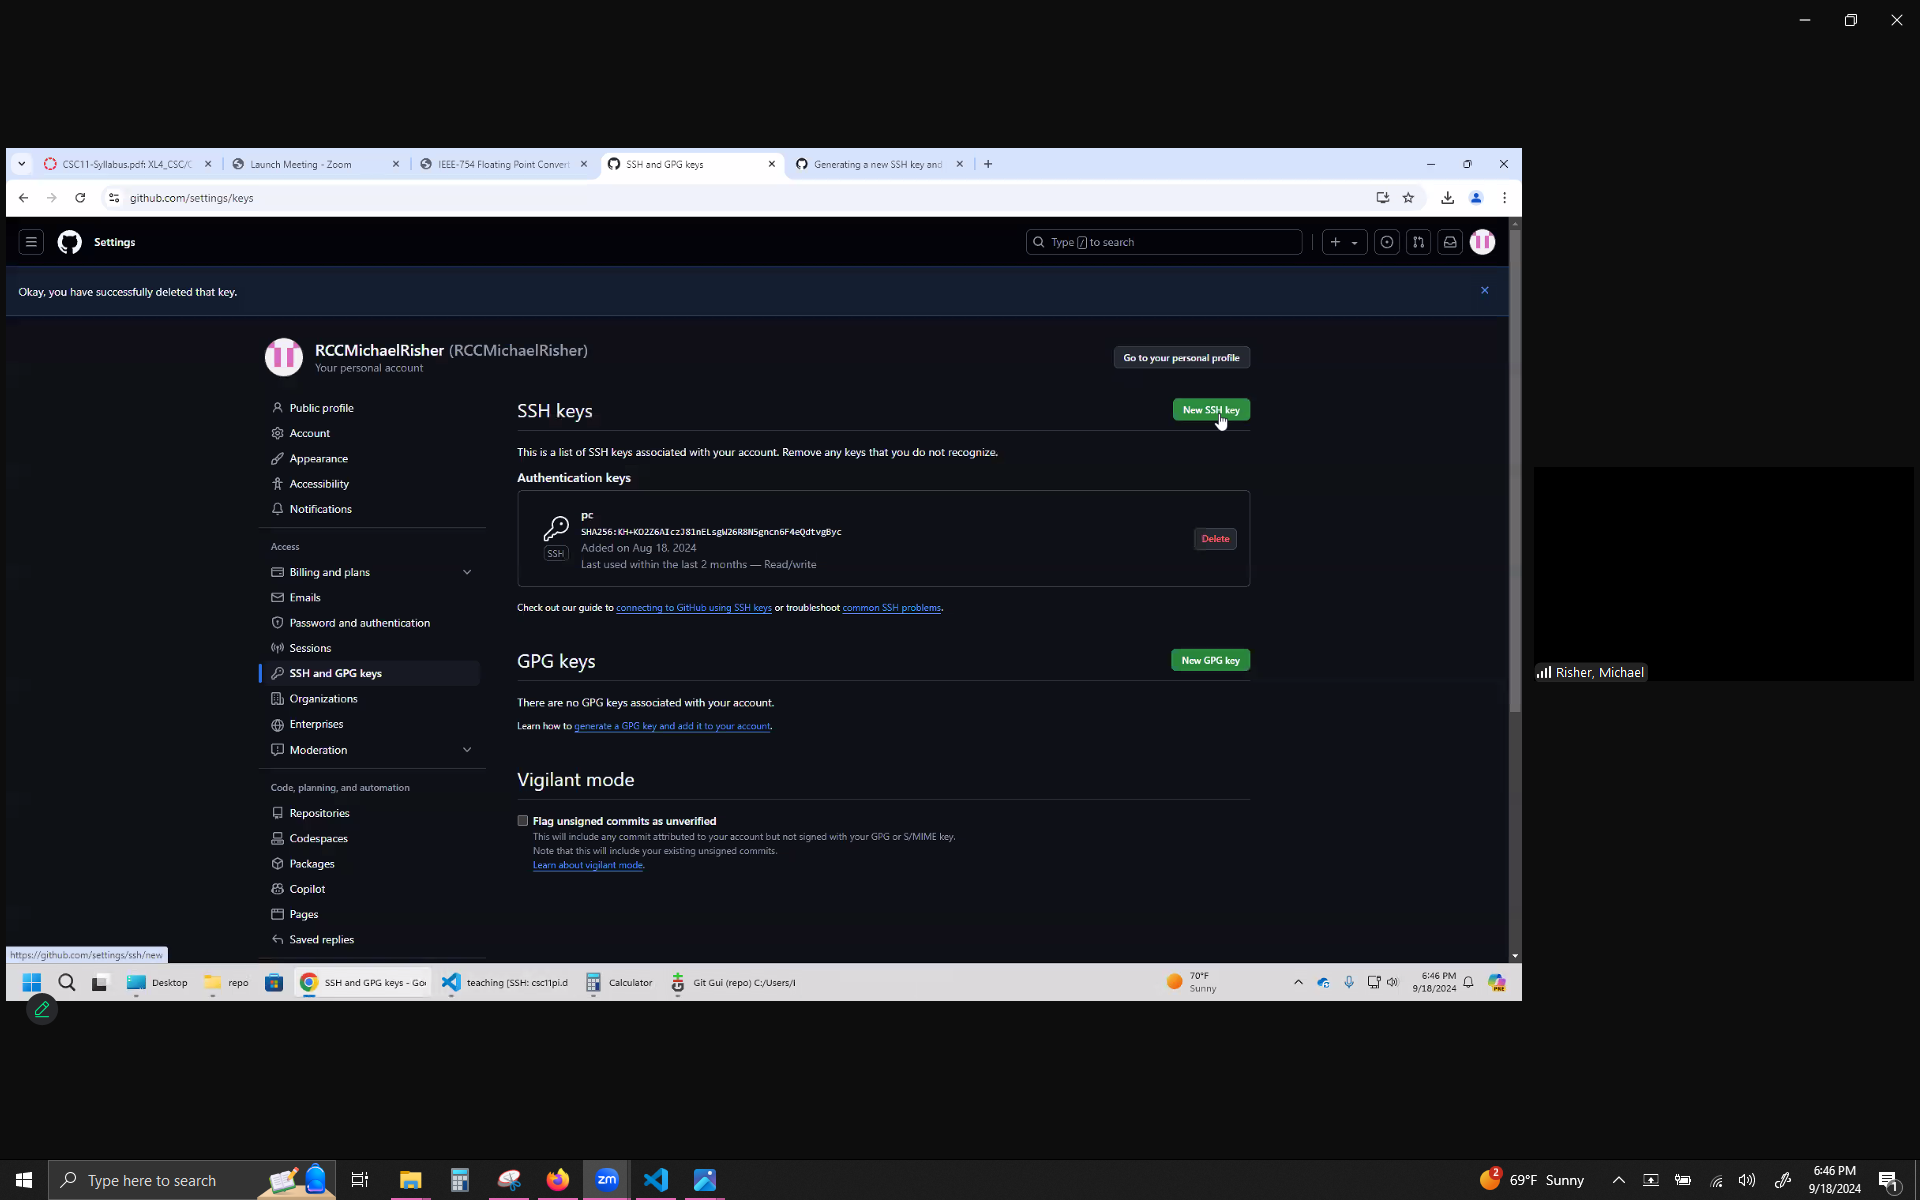 CSC11-Syllabus.pdf: XL4_CSC/C
Launch Meeting - Zoom
IEEE-754 Floating Point Convert
SSH and GPG keys
Generating a new SSH key and
github.com/settings/keys
Settings
Type / to search
Okay, you have successfully deleted that key.
RCCMichaelRisher (RCCMichaelRisher)
Your personal account
Go to your personal profile
Public profile
Account
Appearance
Accessibility
Notifications
Access
Billing and plans
Emails
Password and authentication
Sessions
SSH and GPG keys
Organizations
Enterprises
Moderation
Code, planning, and automation
Repositories
Codespaces
Packages
Copilot
Pages
Saved replies
SSH keys
New SSH key
This is a list of SSH keys associated with your account. Remove any keys that you do not recognize.
Authentication keys
pc
SSH
SHA256:KH+KO2Z6AIczJ81nELsgW26R8N5gncn6F4eQdtvgByc
Added on Aug 18, 2024
Last used within the last 2 months — Read/write
Delete
Check out our guide to connecting to GitHub using SSH keys or troubleshoot common SSH problems.
GPG keys
New GPG key
There are no GPG keys associated with your account.
Learn how to generate a GPG key and add it to your account.
Vigilant mode
Flag unsigned commits as unverified
This will include any commit attributed to your account but not signed with your GPG or S/MIME key.
Note that this will include your existing unsigned commits.
Learn about vigilant mode.
https://github.com/settings/ssh/new
Risher, Michael
Desktop
repo
SSH and GPG keys - Goo
teaching [SSH: csc11pi.d
Calculator
Git Gui (repo) C:/Users/I
70°F
Sunny
6:46 PM
9/18/2024
PRE
Type here to search
zm
2
69°F Sunny
6:46 PM
9/18/2024
1